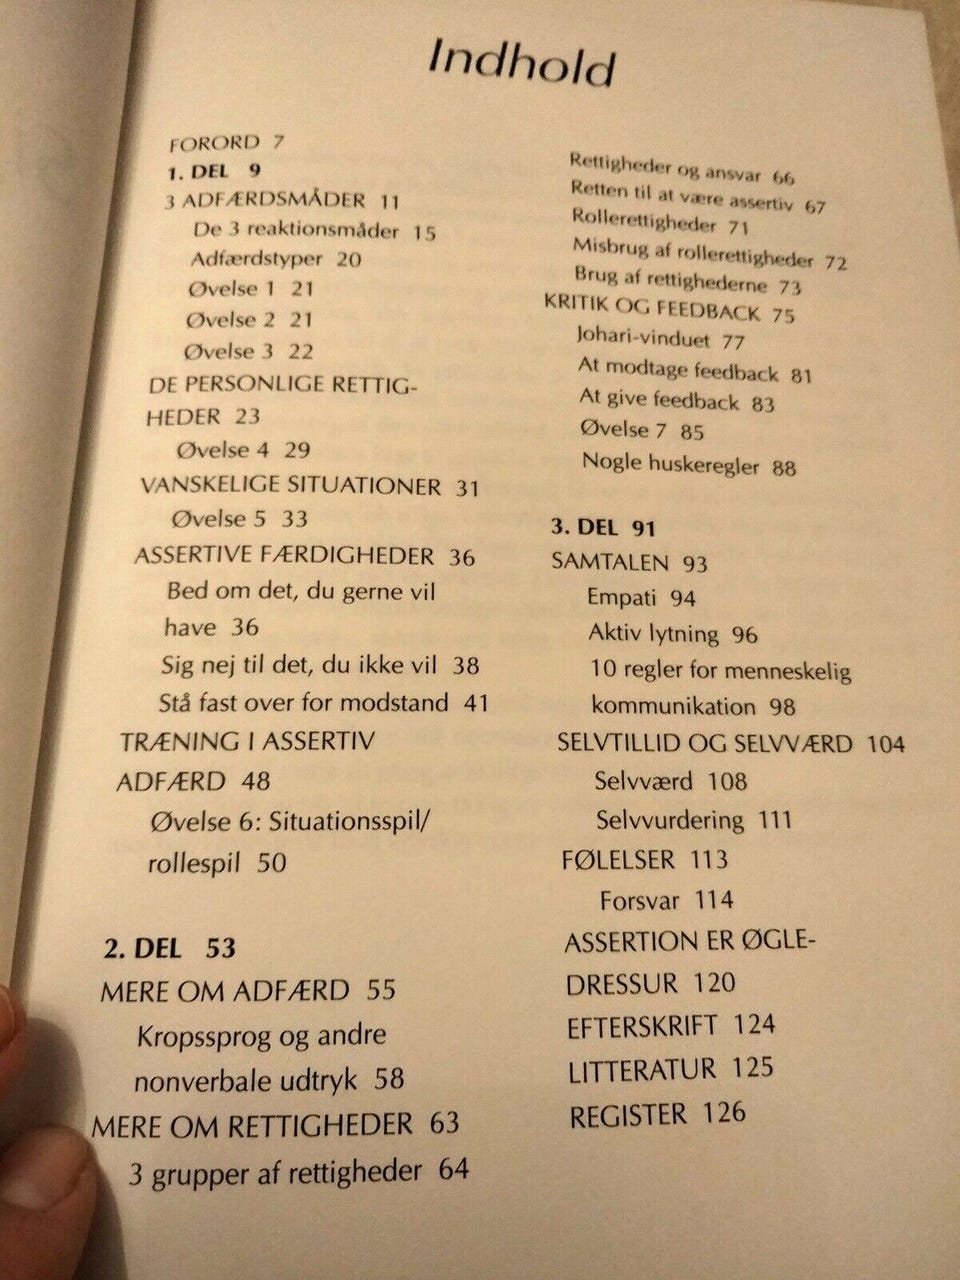 Indhold
FORORD 7
1. DEL 9
3 ADFÆRDSMÅDER 11
De 3 reaktionsmåder 15
Adfærdstyper 20
Øvelse 1 21
Øvelse 2 21
Øvelse 3 22
DE PERSONLIGE RETTIG-
HEDER 23
Øvelse 4 29
VANSKELIGE SITUATIONER 31
Øvelse 5 33
ASSERTIVE FÆRDIGHEDER 36
Bed om det, du gerne vil
have 36
Sig nej til det, du ikke vil 38
Stå fast over for modstand 41
TRÆNING I ASSERTIV
ADFÆRD 48
Øvelse 6: Situationsspil/
rollespil 50
2. DEL 53
MERE OM ADFÆRD 55
Kropssprog og andre
nonverbale udtryk 58
MERE OM RETTIGHEDER 63
3 grupper af rettigheder 64
Rettigheder og ansvar 66
Retten til at være assertiv 67
Rollerettigheder 71
Misbrug af rollerettigheder 72
Brug af rettighederne 73
KRITIK OG FEEDBACK 75
Johari-vinduet 77
At modtage feedback 81
At give feedback 83
Øvelse 7 85
Nogle huskeregler 88
3. DEL 91
SAMTALEN 93
Empati 94
Aktiv lytning 96
10 regler for menneskelig
kommunikation 98
SELVTILLID OG SELVVÆRD 104
Selvværd 108
Selvvurdering 111
FØLELSER 113
Forsvar 114
ASSERTION ER ØGLE-
DRESSUR 120
EFTERSKRIFT 124
LITTERATUR 125
REGISTER 126